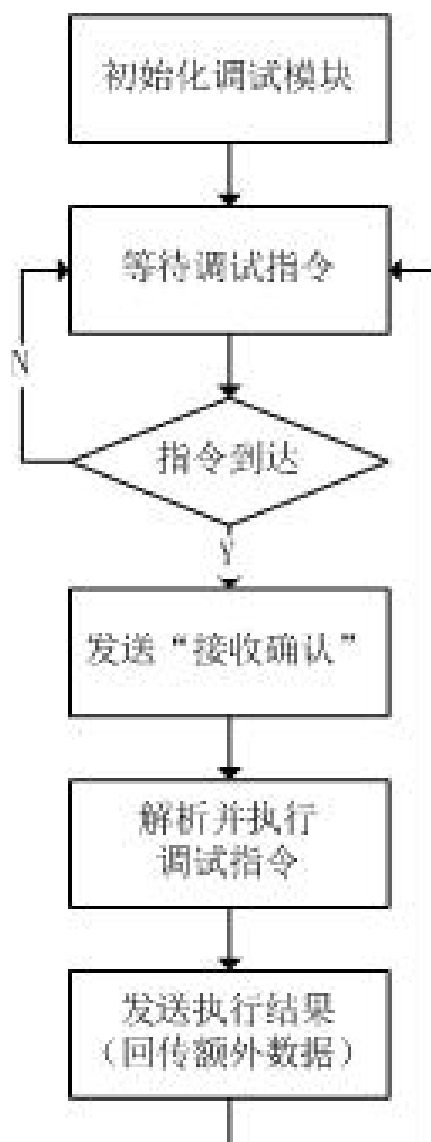 初始化调试模块
等待调试指令
N
指令到达
Y
发送“接收确认”
解析并执行
调试指令
发送执行结果
（回传额外数据）